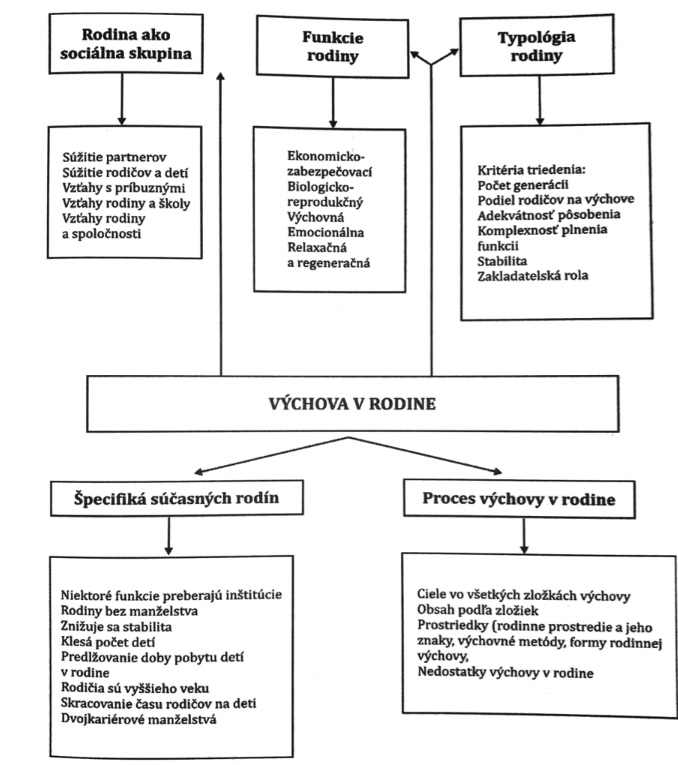 Rodina ako
sociálna skupina
Funkcie
rodiny
Typológia
rodiny
Súžitie partnerov
Súžitie rodičov a detí
Vzťahy s príbuznými
Vzťahy rodiny a školy
Vzťahy rodiny
a spoločnosti
Ekonomicko-
zabezpečovací
Biologicko-
reprodukčný
Výchovná
Emocionálna
Relaxačná
a regeneračná
Kritéria triedenia:
Počet generácii
Podiel rodičov na výchove
Adekvátnosť pôsobenia
Komplexnosť plnenia
funkcii
Stabilita
Zakladatelská rola
VÝCHOVA V RODINE
Špecifiká súčasných rodín
Proces výchovy v rodine
Niektoré funkcie preberajú inštitúcie
Rodiny bez manželstva
Znižuje sa stabilita
Klesá počet detí
Predlžovanie doby pobytu detí
v rodine
Rodičia sú vyššieho veku
Skracovanie času rodičov na deti
Dvojkariérové manželstvá
Ciele vo všetkých zložkách výchovy
Obsah podľa zložiek
Prostriedky (rodinne prostredie a jeho
znaky, výchovné metódy, formy rodinnej
výchovy,
Nedostatky výchovy v rodine